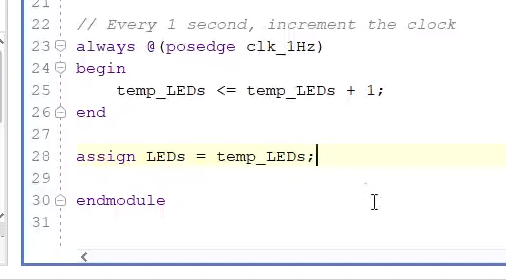 21
22 // Every 1 second, increment the clock
23 always @(posedge clk_1Hz)
24 begin
25 temp_LEDs <= temp_LEDs + 1;
26 end
27
28 assign LEDs = temp_LEDs;
29
30 endmodule
31